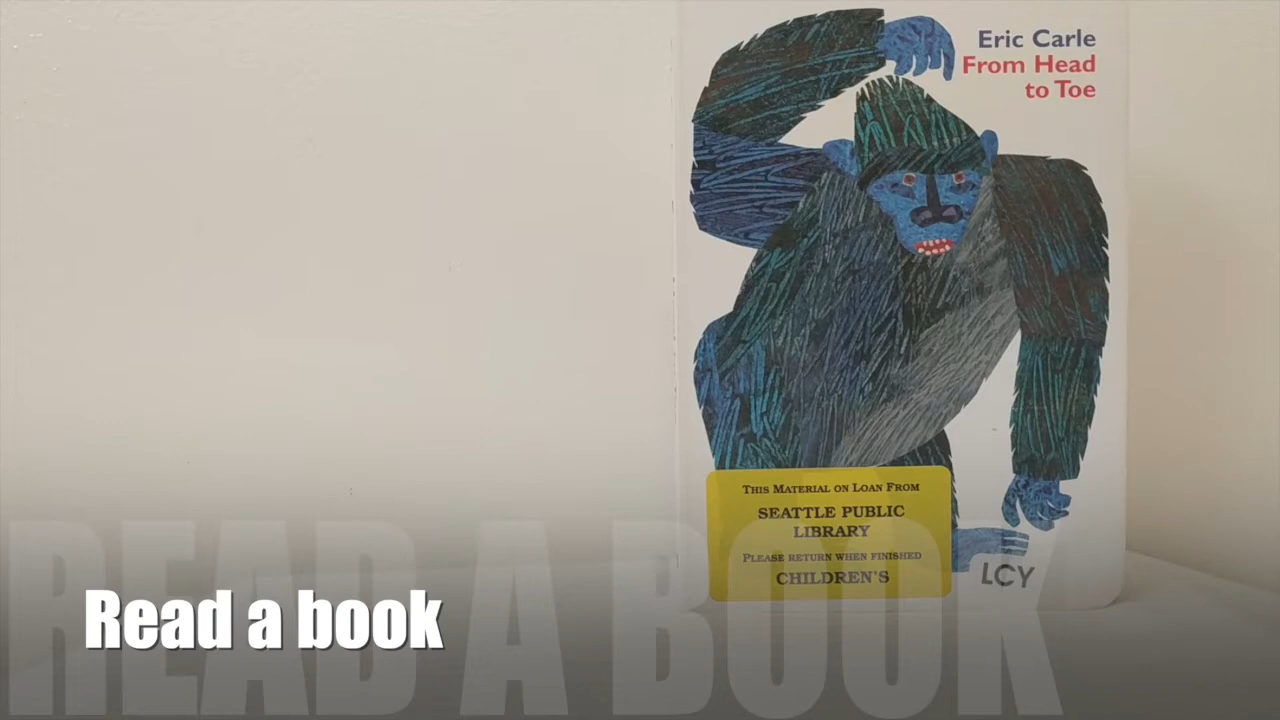 Eric Carle
From Head
to Toe
THIS MATERIAL ON LOAN FROM
SEATTLE PUBLIC
LIBRARY
PLEASE RETURN WHEN FINISHED
CHILDREN'S
LCY
READ A BOOK
Read a book